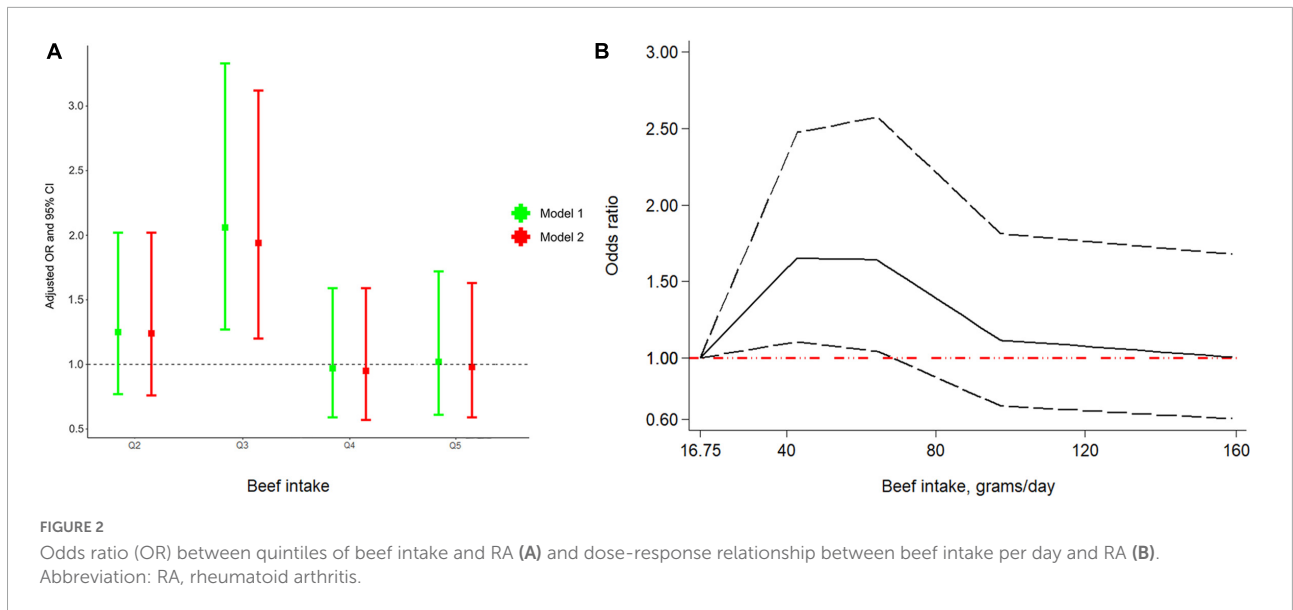 A
Adjusted OR and 95% CI
3.0
2.5
2.0
1.5
1.0
0.5
Q2 Q3 Q4 Q5
Beef intake
Model 1
Model 2
B
Odds ratio
3.00
2.50
2.00
1.50
1.00
0.60
16.75 40 80 120 160
Beef intake, grams/day
FIGURE 2
Odds ratio (OR) between quintiles of beef intake and RA (A) and dose-response relationship between beef intake per day and RA (B).
Abbreviation: RA, rheumatoid arthritis.